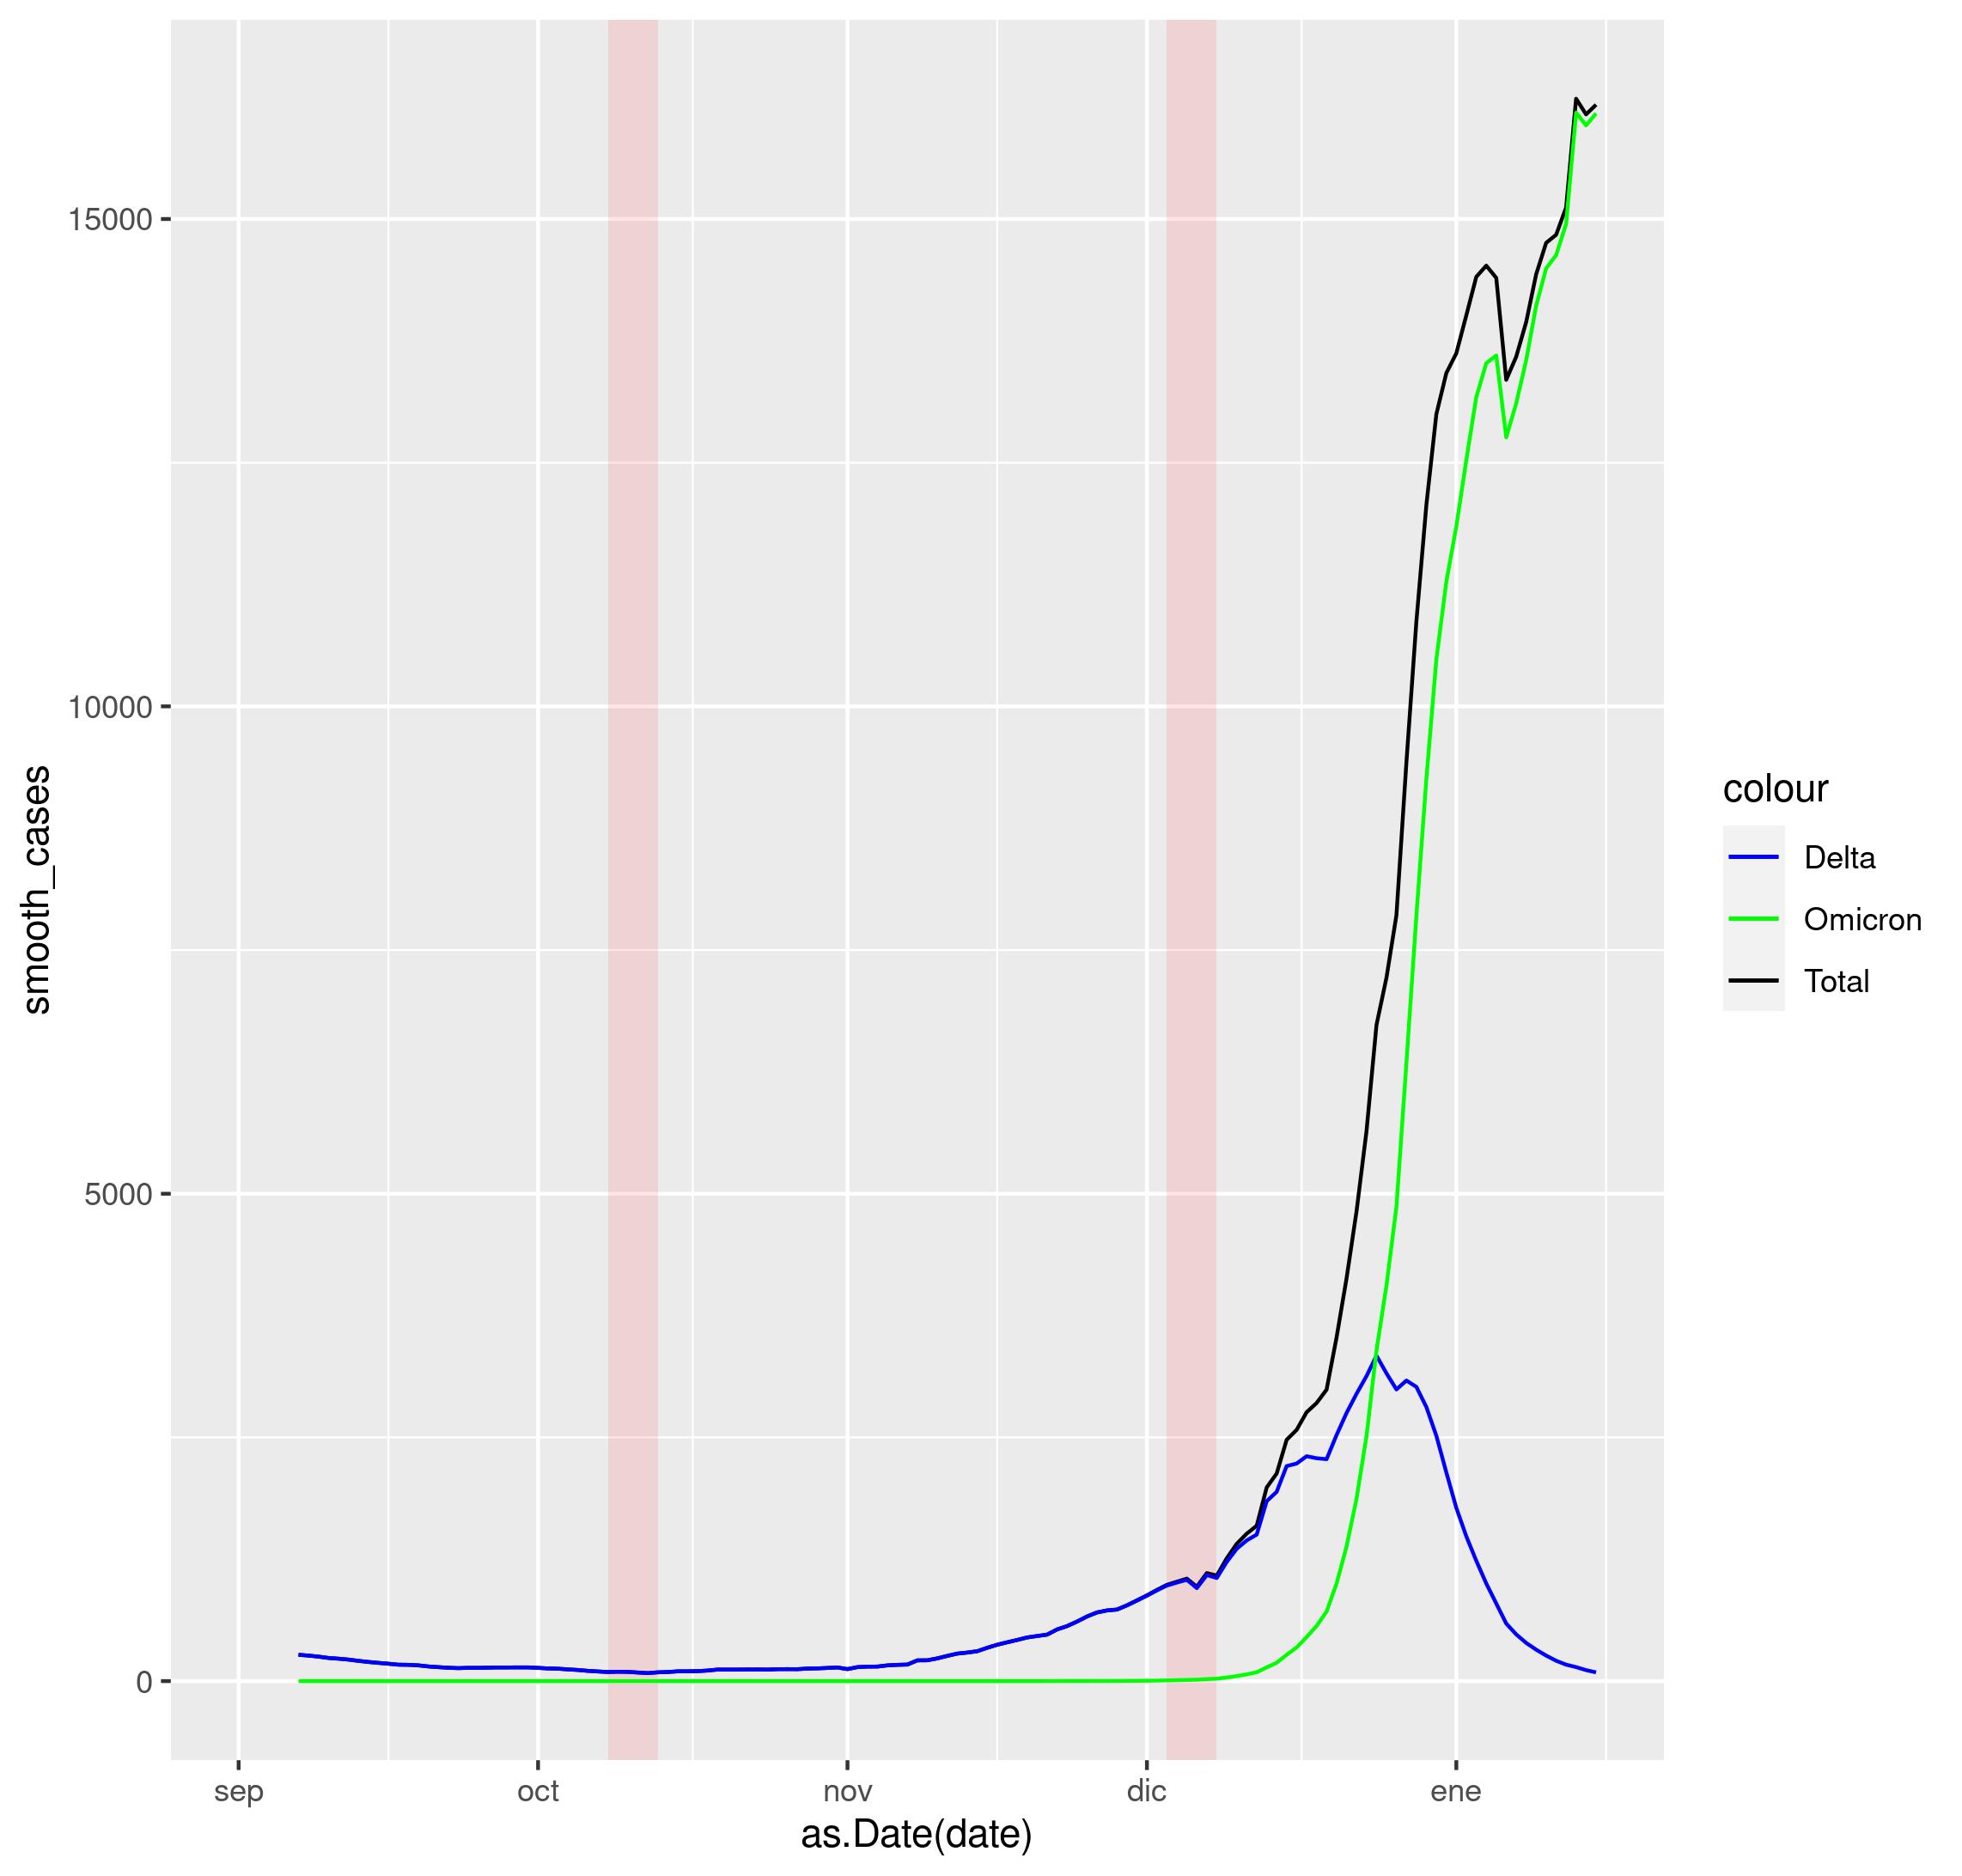 15000
10000
5000
0
smooth_cases
sep oct nov dic ene
as.Date(date)
colour
Delta
Omicron
Total